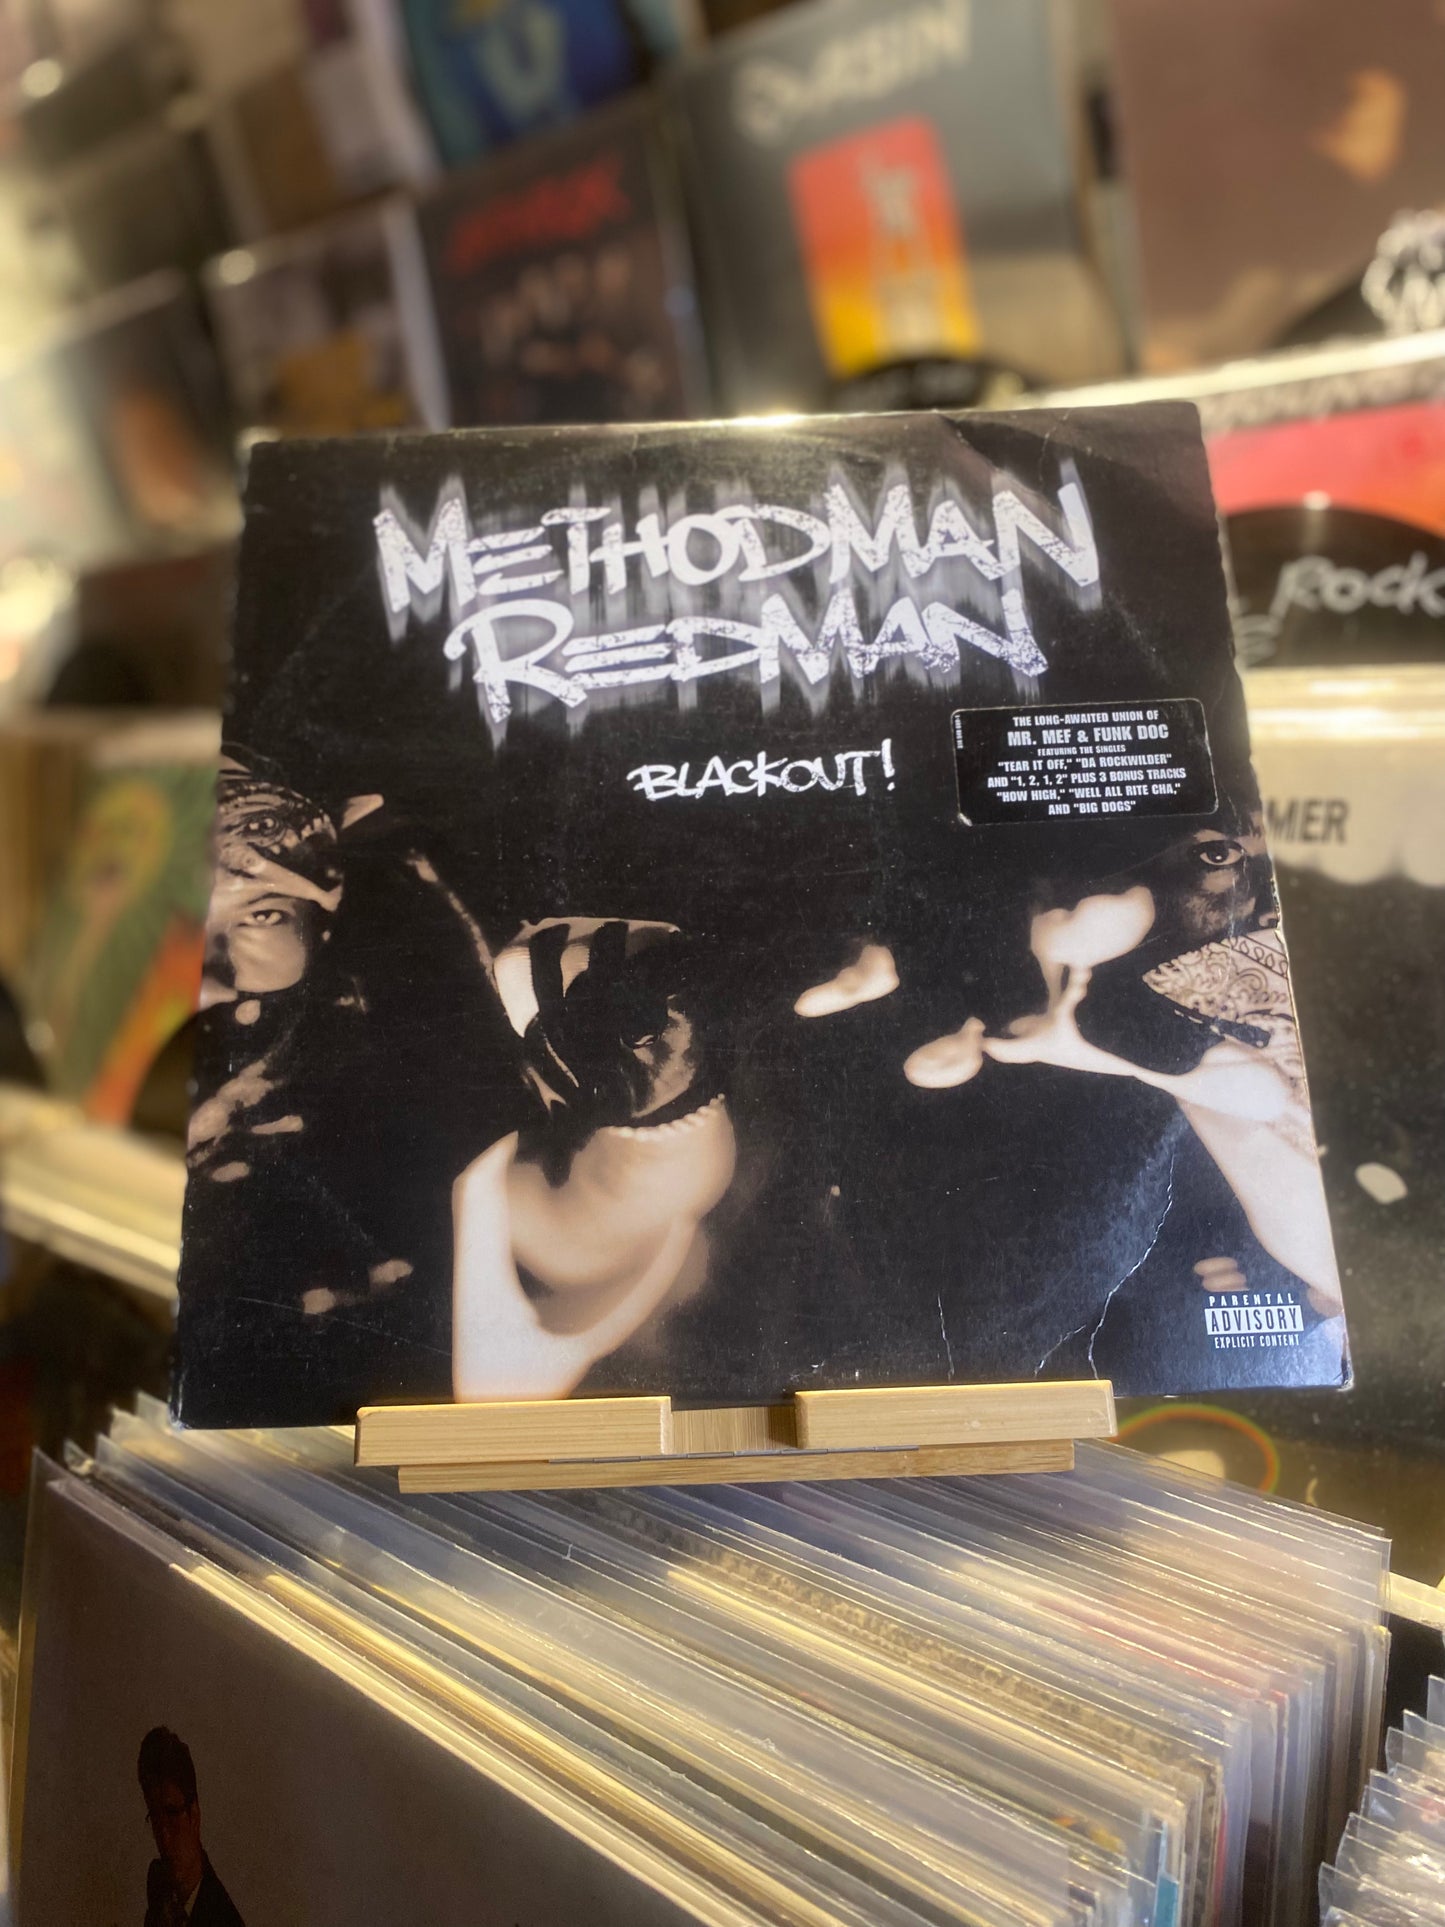 METHODMAN
REDMAN
BLACKOUT!
THE LONG-AWAITED UNION OF
MR. MEF & FUNK DOC
FEATURING THE SINGLES
"TEAR IT OFF," "DA ROCKWILDER"
AND "1, 2, 1, 2" PLUS 3 BONUS TRACKS
"HOW HIGH," "WELL ALL RITE CHA,"
AND "BIG DOGS"
PARENTAL
ADVISORY
EXPLICIT CONTENT
Rock
MER